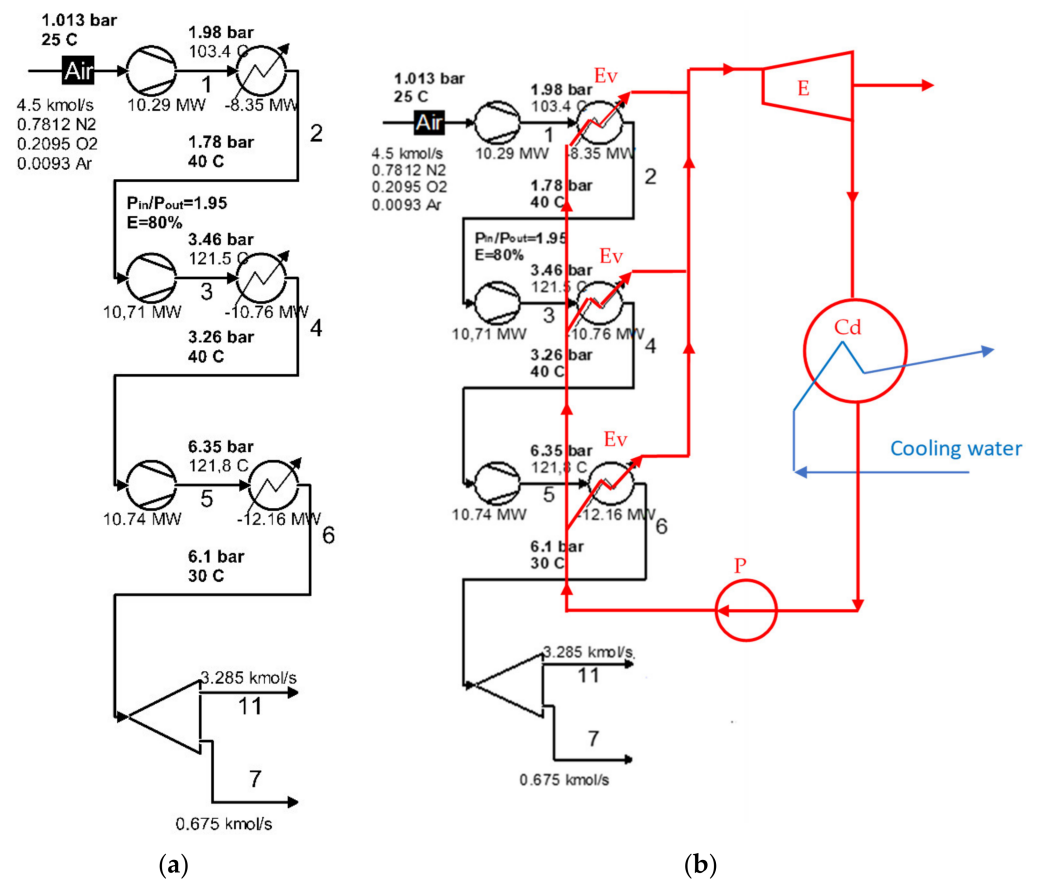 1.013 bar
25 C
Air
4.5 kmol/s
0.7812 N2
0.2095 O2
0.0093 Ar
10.29 MW
1.98 bar
103.4 C
1
-8.35 MW
2
1.78 bar
40 C
Pin/Pout=1.95
E=80%
3.46 bar
121.5 C
10,71 MW
3
-10.76 MW
4
3.26 bar
40 C
6.35 bar
121,8 C
10.74 MW
5
-12.16 MW
6
6.1 bar
30 C
3.285 kmol/s
11
7
0.675 kmol/s
(a)
1.013 bar
25 C
Air
4.5 kmol/s
0.7812 N2
0.2095 O2
0.0093 Ar
10.29 MW
1.98 bar
103.4 C
1
Ev
-8.35 MW
2
1.78 bar
40 C
Pin/Pout=1.95
E=80%
3.46 bar
121.5 C
Ev
10,71 MW
3
-10.76 MW
4
3.26 bar
40 C
6.35 bar
121,8 C
Ev
10.74 MW
5
-12.16 MW
6
6.1 bar
30 C
3.285 kmol/s.
11
7
0.675 kmol/s
E
Cd
Cooling water
P
(b)